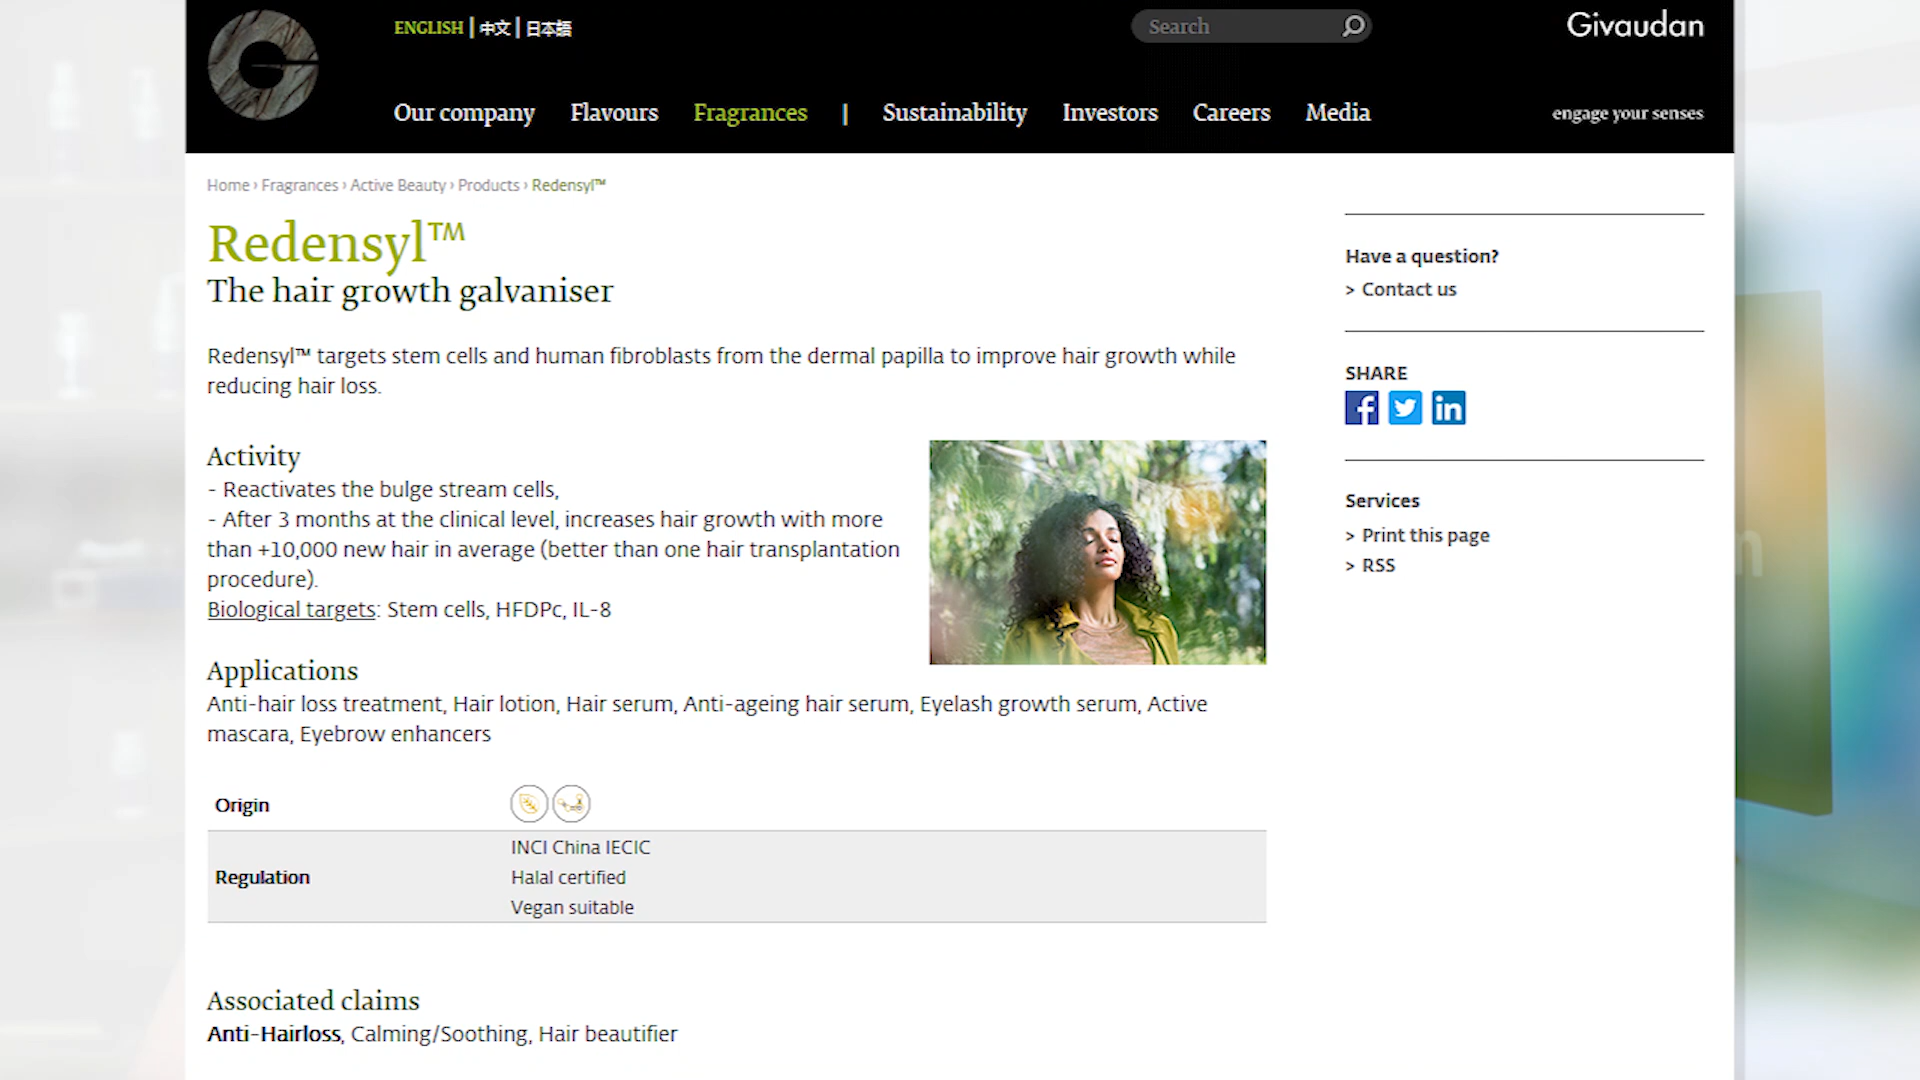 ENGLISH | 中文 | 日本語
Search
Givaudan
Our company Flavours Fragrances | Sustainability Investors Careers Media
engage your senses
Home › Fragrances › Active Beauty › Products › Redensyl™
Redensyl™
The hair growth galvaniser
Redensyl™ targets stem cells and human fibroblasts from the dermal papilla to improve hair growth while
reducing hair loss.
Activity
- Reactivates the bulge stream cells,
- After 3 months at the clinical level, increases hair growth with more
than +10,000 new hair in average (better than one hair transplantation
procedure).
Biological targets: Stem cells, HFDPc, IL-8
Applications
Anti-hair loss treatment, Hair lotion, Hair serum, Anti-ageing hair serum, Eyelash growth serum, Active
mascara, Eyebrow enhancers
Origin
Regulation
INCI China IECIC
Halal certified
Vegan suitable
Associated claims
Anti-Hairloss, Calming/Soothing, Hair beautifier
Have a question?
> Contact us
SHARE
Services
> Print this page
> RSS